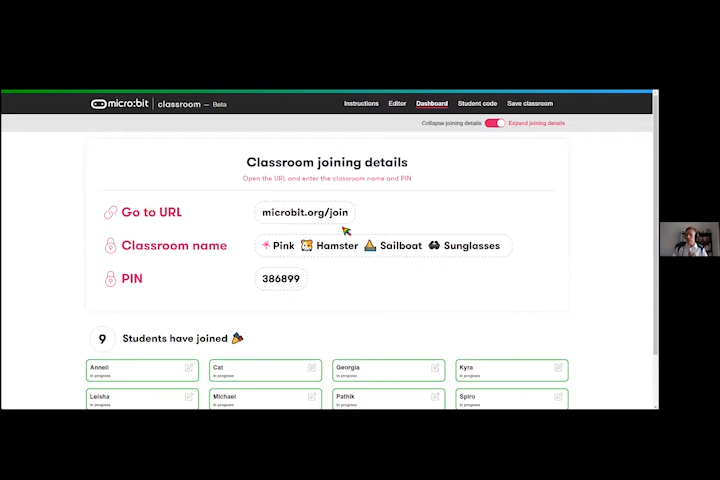 micro:bit classroom — Beta Instructions Editor Dashboard Student code Save classroom
Collapse joining details Expand joining details
Classroom joining details
Open the URL and enter the classroom name and PIN
Go to URL microbit.org/join
Classroom name Pink Hamster Sailboat Sunglasses
PIN 386899
9 Students have joined
Anneli Cat Georgia Kyra
In progress In progress In progress In progress
Leisha Michael Pathik Spiro
In progress In progress In progress In progress